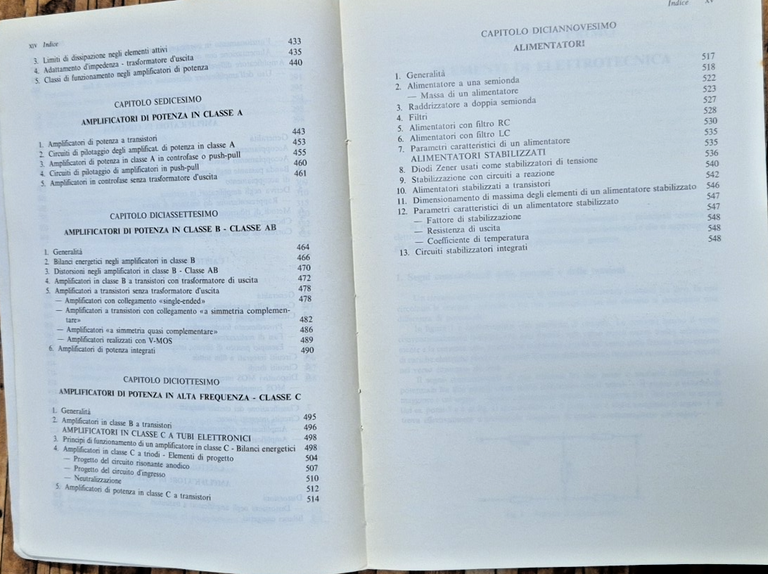 XIV Indice
3. Limiti di dissipazione negli elementi attivi 433
4. Adattamento d'impedenza - trasformatore d'uscita 435
5. Classi di funzionamento negli amplificatori di potenza 440
CAPITOLO SEDICESIMO
AMPLIFICATORI DI POTENZA IN CLASSE A
1. Amplificatori di potenza a transistori 443
2. Circuiti di pilotaggio degli amplificat. di potenza in classe A 453
3. Amplificatori di potenza in classe A in controfase o push-pull 455
4. Circuiti di pilotaggio di amplificatori in push-pull 460
5. Amplificatori in controfase senza trasformatore d'uscita 461
CAPITOLO DICIASSETTESIMO
AMPLIFICATORI DI POTENZA IN CLASSE B - CLASSE AB
1. Generalità 464
2. Bilanci energetici negli amplificatori in classe B 466
3. Distorsioni negli amplificatori in classe B - Classe AB 470
4. Amplificatori in classe B a transistori con trasformatore di uscita 472
5. Amplificatori a transistori senza trasformatore d'uscita 478
— Amplificatori con collegamento «single-ended» 478
— Amplificatori a transistori con collegamento «a simmetria complemen-
tare» 482
— Amplificatori «a simmetria quasi complementare» 486
— Amplificatori realizzati con V-MOS 489
6. Amplificatori di potenza integrati 490
CAPITOLO DICIOTTESIMO
AMPLIFICATORI DI POTENZA IN ALTA FREQUENZA - CLASSE C
1. Generalità 495
2. Amplificatori in classe B a transistori 496
AMPLIFICATORI IN CLASSE C A TUBI ELETTRONICI 498
3. Principi di funzionamento di un amplificatore in classe C - Bilanci energetici 498
4. Amplificatori in classe C a triodi - Elementi di progetto 504
— Progetto del circuito risonante anodico 507
— Progetto del circuito d'ingresso 510
— Neutralizzazione 512
5. Amplificatori di potenza in classe C a transistori 514
Indice XV
CAPITOLO DICIANNOVESIMO
ALIMENTATORI
1. Generalità 517
2. Alimentatore a una semionda 518
— Massa di un alimentatore 522
3. Raddrizzatore a doppia semionda 523
4. Filtri 527
5. Alimentatori con filtro RC 528
6. Alimentatori con filtro LC 530
7. Parametri caratteristici di un alimentatore 535
ALIMENTATORI STABILIZZATI 535
8. Diodi Zener usati come stabilizzatori di tensione 536
9. Stabilizzazione con circuiti a reazione 540
10. Alimentatori stabilizzati a transistori 542
11. Dimensionamento di massima degli elementi di un alimentatore stabilizzato 546
12. Parametri caratteristici di un alimentatore stabilizzato 547
— Fattore di stabilizzazione 547
— Resistenza di uscita 548
— Coefficiente di temperatura 548
13. Circuiti stabilizzatori integrati 548